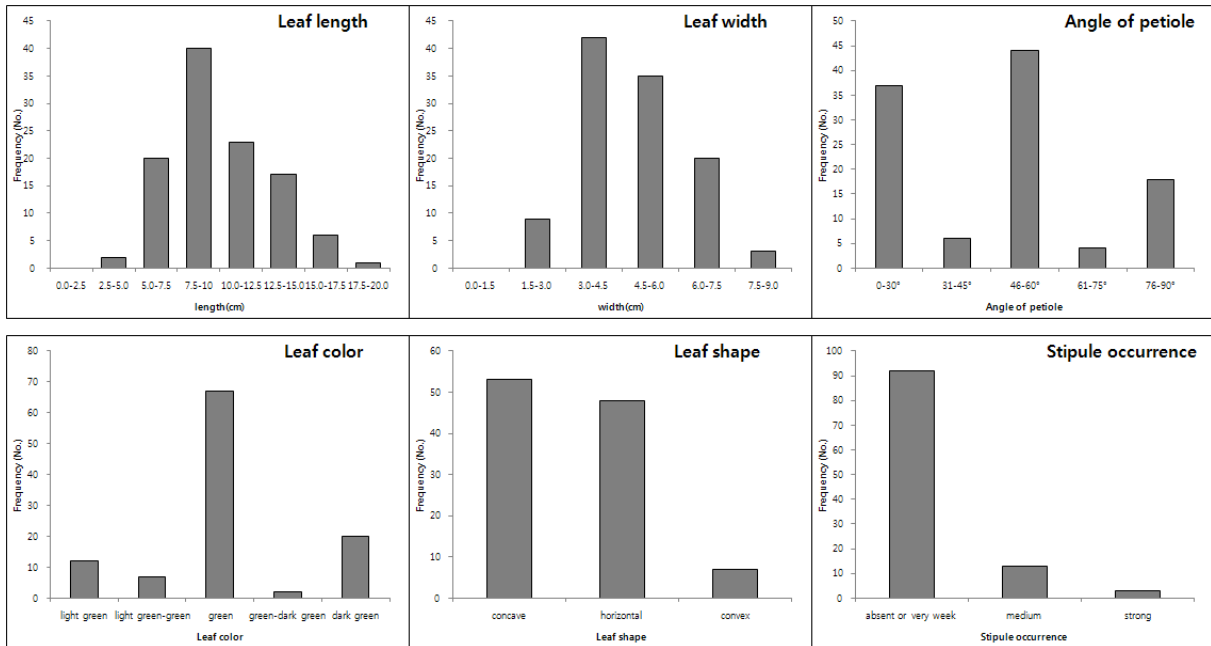 Leaf length
Frequency (No.)
45
40
35
30
25
20
15
10
5
0
0.0-2.5 2.5-5.0 5.0-7.5 7.5-10 10.0-12.5 12.5-15.0 15.0-17.5 17.5-20.0
length(cm)
Leaf width
Frequency (No.)
45
40
35
30
25
20
15
10
5
0
0.0-1.5 1.5-3.0 3.0-4.5 4.5-6.0 6.0-7.5 7.5-9.0
width(cm)
Angle of petiole
Frequency (No.)
50
45
40
35
30
25
20
15
10
5
0
0-30° 31-45° 46-60° 61-75° 76-90°
Angle of petiole
Leaf color
Frequency (No.)
80
70
60
50
40
30
20
10
0
light green light green-green green green-dark green dark green
Leaf color
Leaf shape
Frequency (No.)
60
50
40
30
20
10
0
concave horizontal convex
Leaf shape
Stipule occurrence
Frequency (No.)
100
90
80
70
60
50
40
30
20
10
0
absent or very week medium strong
Stipule occurrence